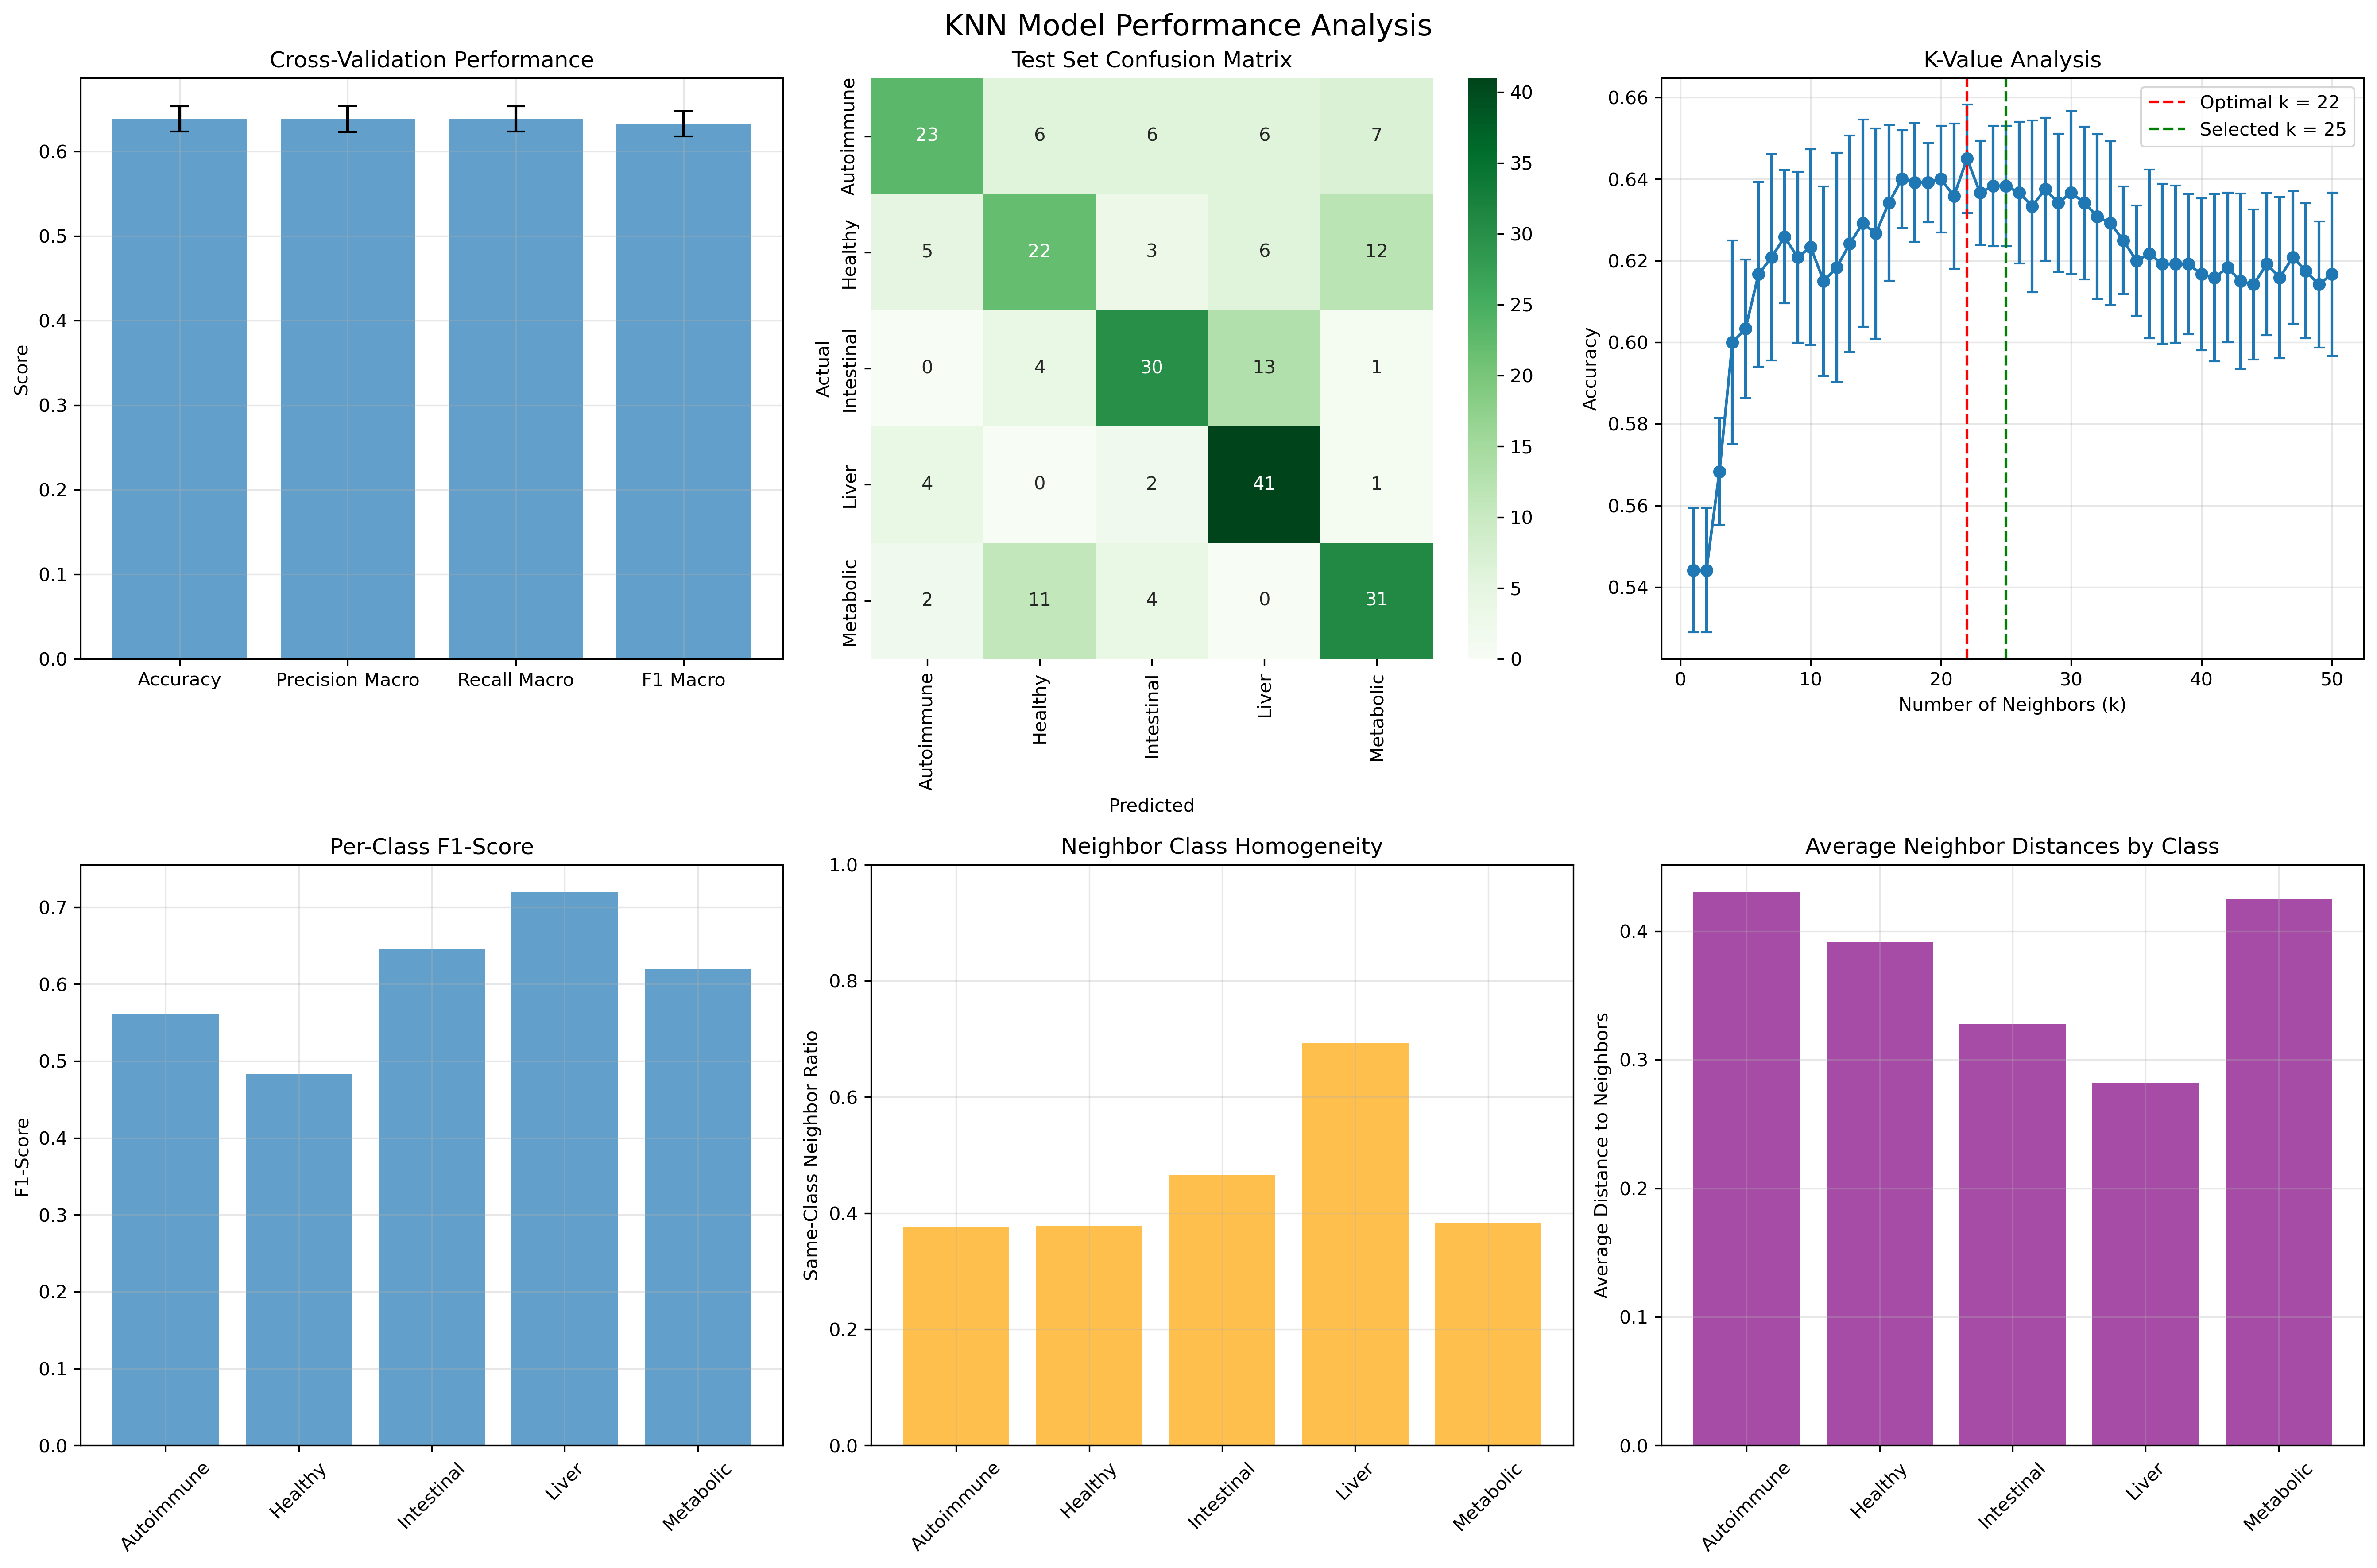 KNN Model Performance Analysis
Cross-Validation Performance
Score
0.6
0.5
0.4
0.3
0.2
0.1
0.0
Accuracy Precision Macro Recall Macro F1 Macro
Test Set Confusion Matrix
Actual
Autoimmune 23 6 6 6 7
Healthy 5 22 3 6 12
Intestinal 0 4 30 13 1
Liver 4 0 2 41 1
Metabolic 2 11 4 0 31
Autoimmune Healthy Intestinal Liver Metabolic
Predicted
40
35
30
25
20
15
10
5
0
K-Value Analysis
Optimal k = 22
Selected k = 25
Accuracy
0.66
0.64
0.62
0.60
0.58
0.56
0.54
0 10 20 30 40 50
Number of Neighbors (k)
Per-Class F1-Score
F1-Score
0.7
0.6
0.5
0.4
0.3
0.2
0.1
0.0
Autoimmune Healthy Intestinal Liver Metabolic
Neighbor Class Homogeneity
Same-Class Neighbor Ratio
1.0
0.8
0.6
0.4
0.2
0.0
Autoimmune Healthy Intestinal Liver Metabolic
Average Neighbor Distances by Class
Average Distance to Neighbors
0.4
0.3
0.2
0.1
0.0
Autoimmune Healthy Intestinal Liver Metabolic